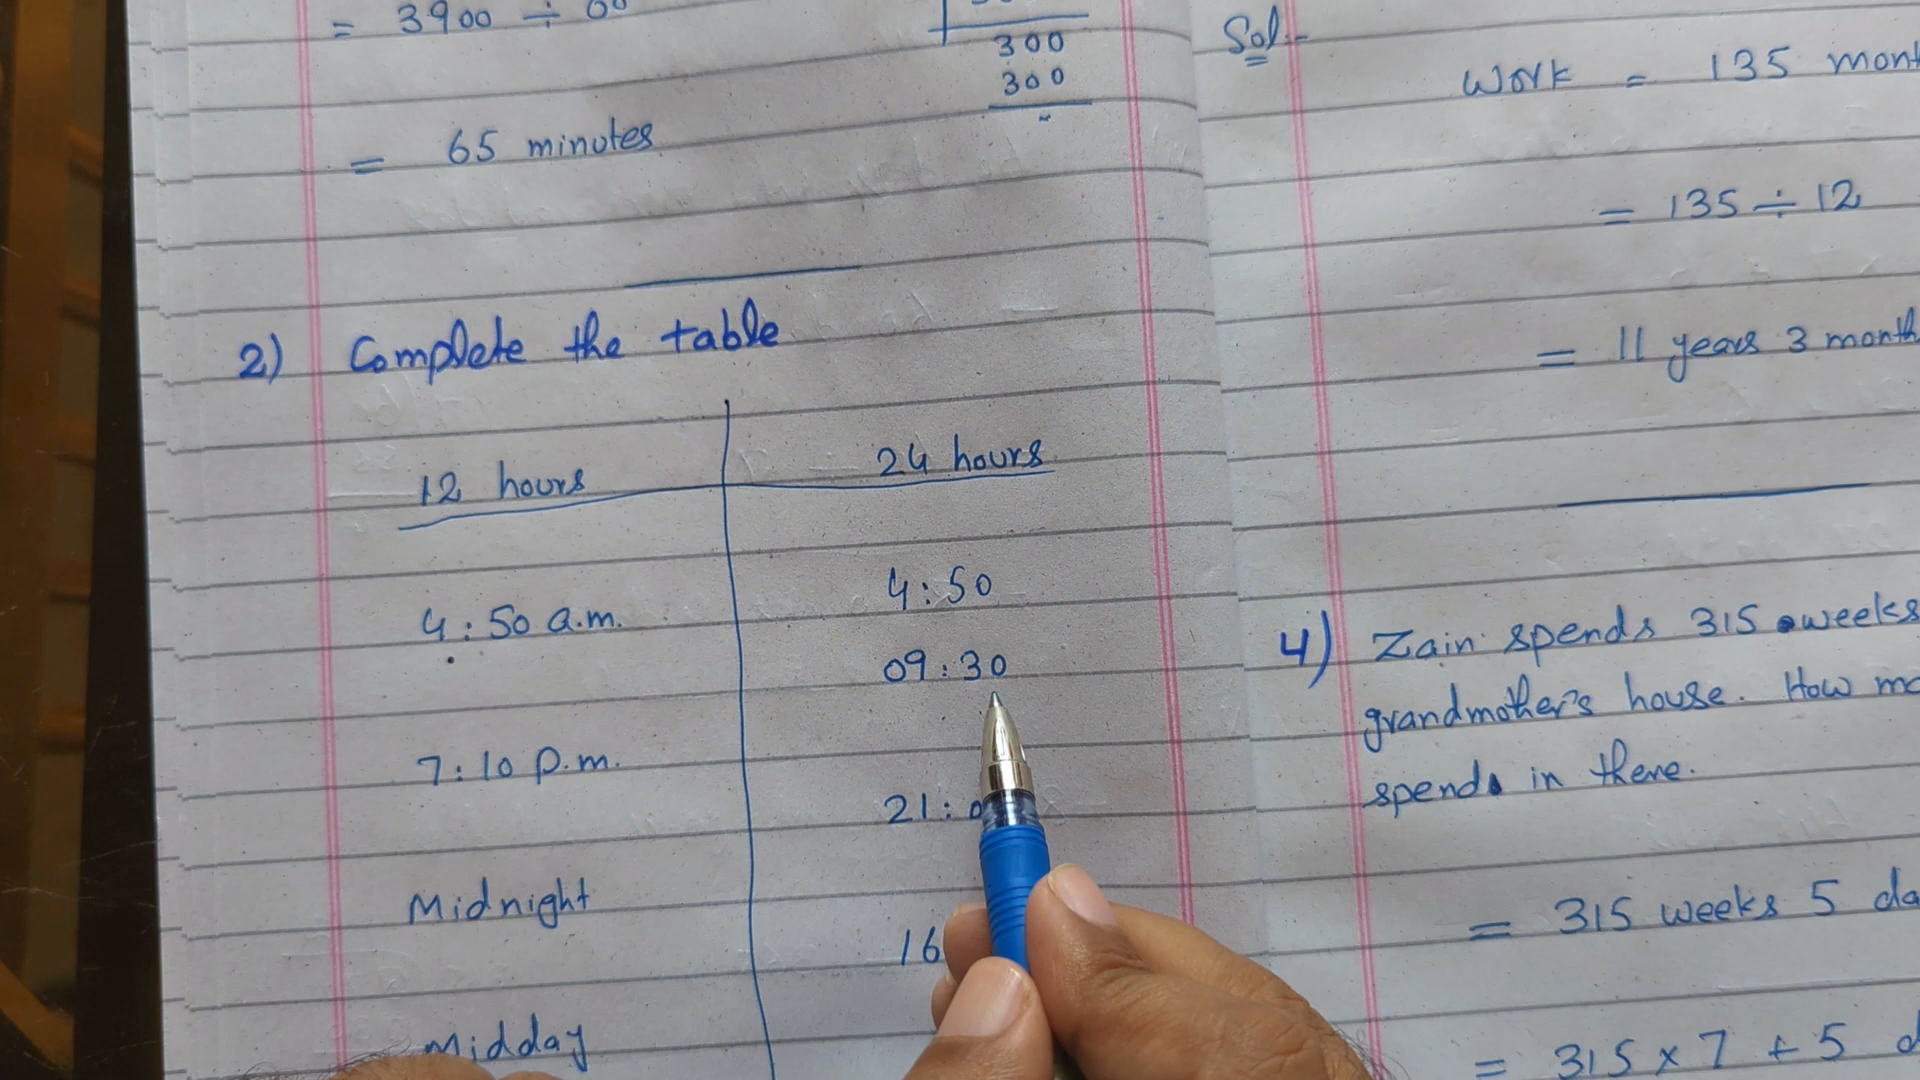 = 3900 ÷
300
300
= 65 minutes
2) Complete the table
12 hours 24 hours
4:50 a.m. 4:50
09:30
7:10 p.m.
21:
Midnight
16
Midday
Sol-
Work = 135
= 135 ÷ 12
= 11 years 3
4) Zain spends 315 weeks
grandmother's house. How
spends in there.
= 315 weeks 5
= 315 x 7 + 5